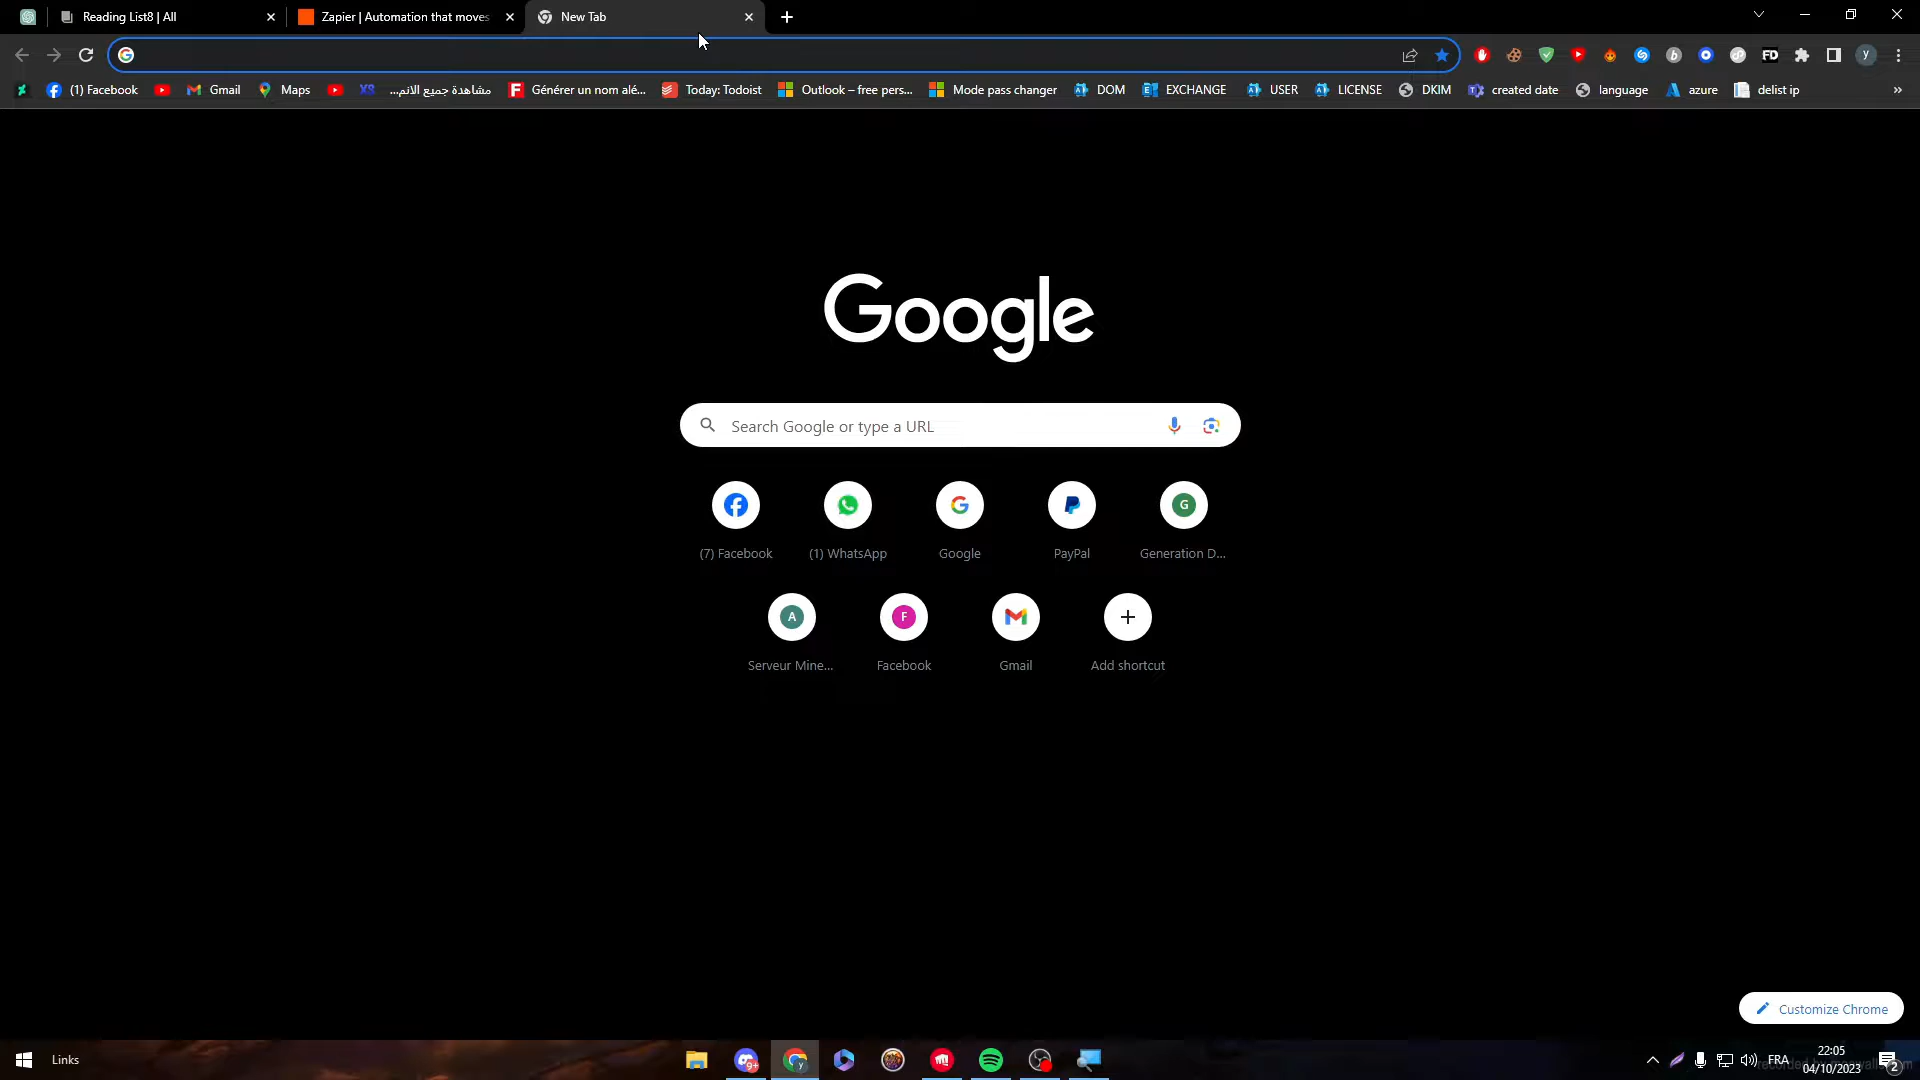 Reading List8 | All
Zapier | Automation that moves
New Tab
(1) Facebook
Gmail
Maps
مشاهدة جميع الانم...
Générer un nom alé...
Today: Todoist
Outlook – free pers...
Mode pass changer
DOM
EXCHANGE
USER
LICENSE
DKIM
created date
language
azure
delist ip
Google
Search Google or type a URL
(7) Facebook
(1) WhatsApp
Google
PayPal
Generation D...
Serveur Mine...
Facebook
Gmail
Add shortcut
Customize Chrome
Links
FRA
22:05
04/10/2023